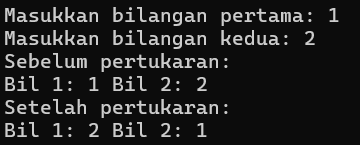 Masukkan bilangan pertama: 1
Masukkan bilangan kedua: 2
Sebelum pertukaran:
Bil 1: 1 Bil 2: 2
Setelah pertukaran:
Bil 1: 2 Bil 2: 1